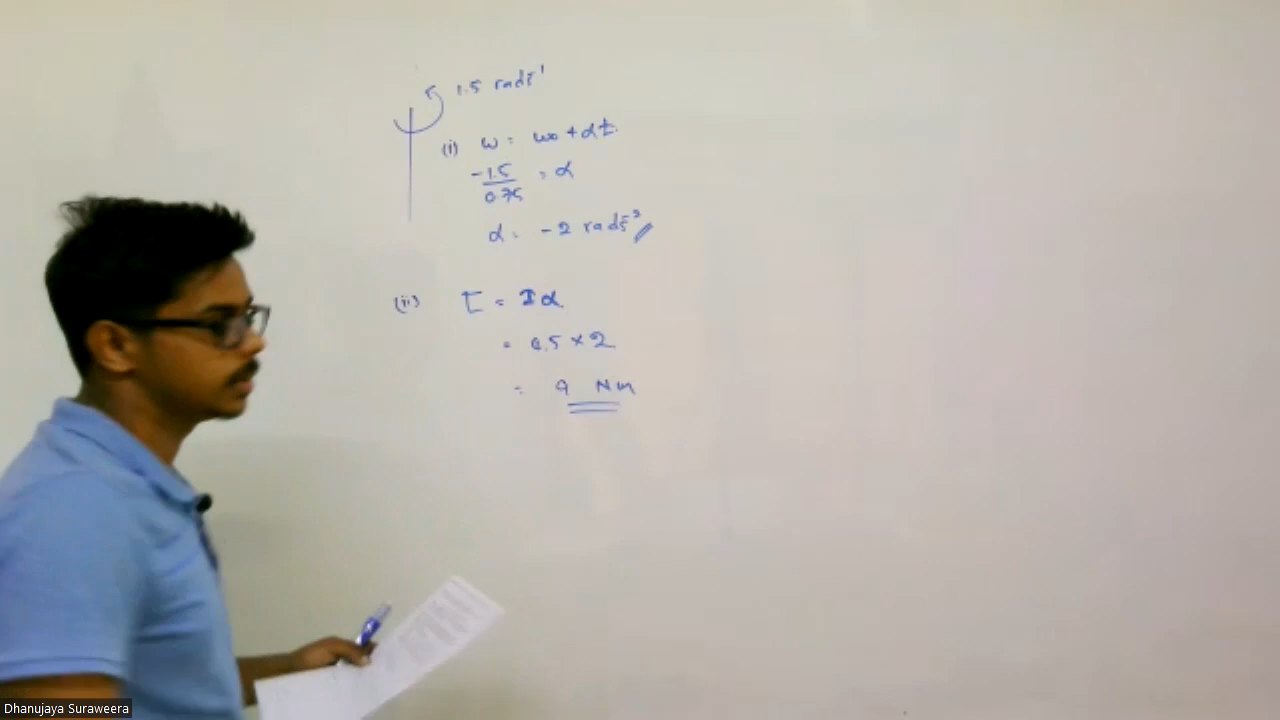 1.5 rads⁻¹
(i) ω = ω₀ + αt
-1.5/0.75 = α
α = -2 rads⁻²
(ii) τ = Iα
= 4.5 × 2
= 9 Nm
Dhanujaya Suraweera